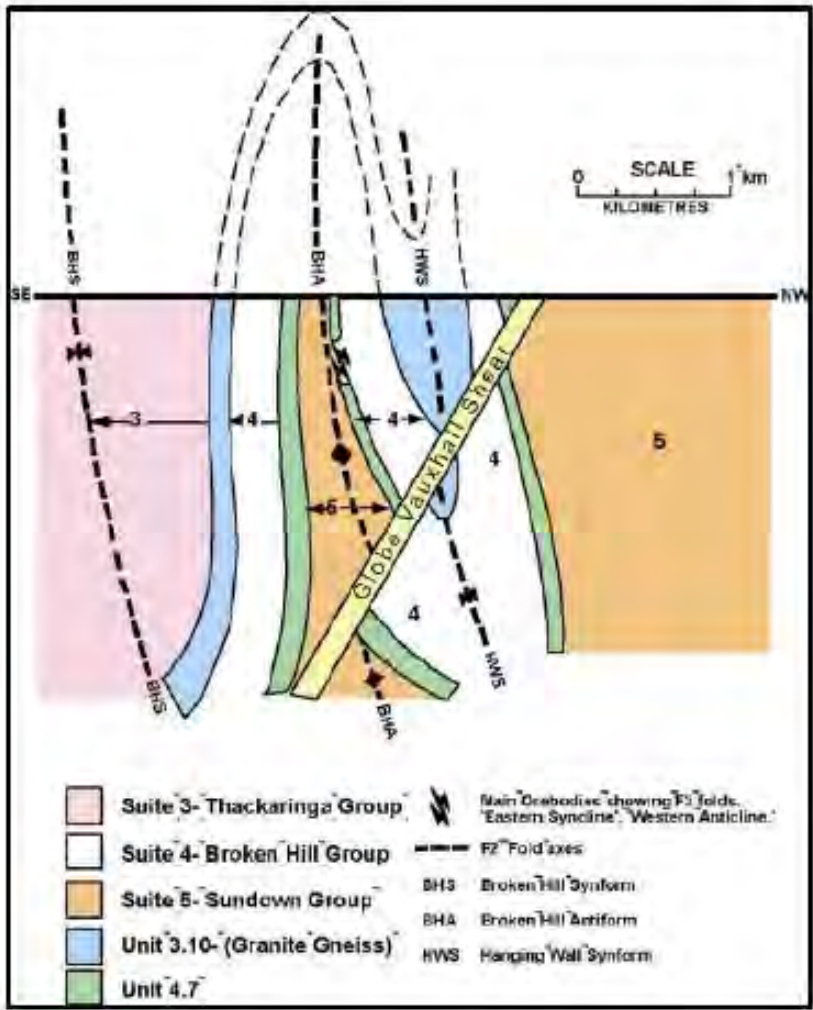 SCALE
0 1 km
KILOMETRES
BHS
BHA
HWS
SE
NW
3
4
4
4
5
5
Globe Vauxhall Shear
4
BHS
BHA
HWS
Suite 3- Thackaringa Group
Suite 4- Broken Hill Group
Suite 5- Sundown Group
Unit 3.10- (Granite Gneiss)
Unit 4.7
Main Orebodies showing folds.
"Eastern Syncline", "Western Anticline."
F2 Fold axes
BHS Broken Hill Synform
BHA Broken Hill Antiform
HWS Hanging Wall Synform